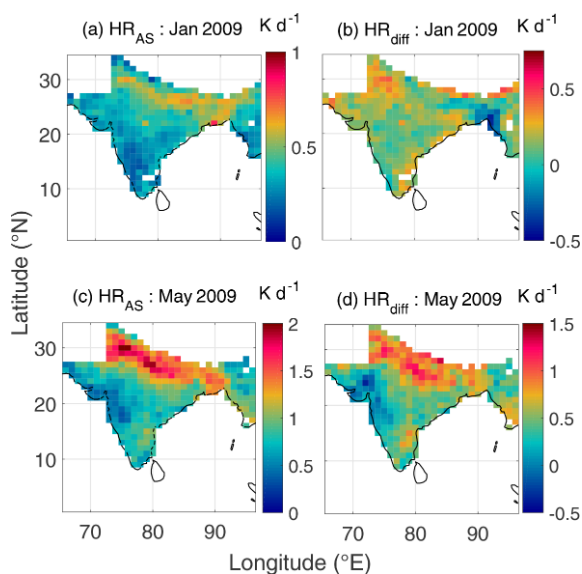 (a) HR_AS : Jan 2009 K d⁻¹
(b) HR_diff : Jan 2009 K d⁻¹
30
20
10
1
0.5
0
0.5
0
-0.5
(c) HR_AS : May 2009 K d⁻¹
(d) HR_diff : May 2009 K d⁻¹
30
20
10
2
1.5
1
0.5
0
1.5
1
0.5
0
-0.5
70 80 90
70 80 90
Latitude (°N)
Longitude (°E)